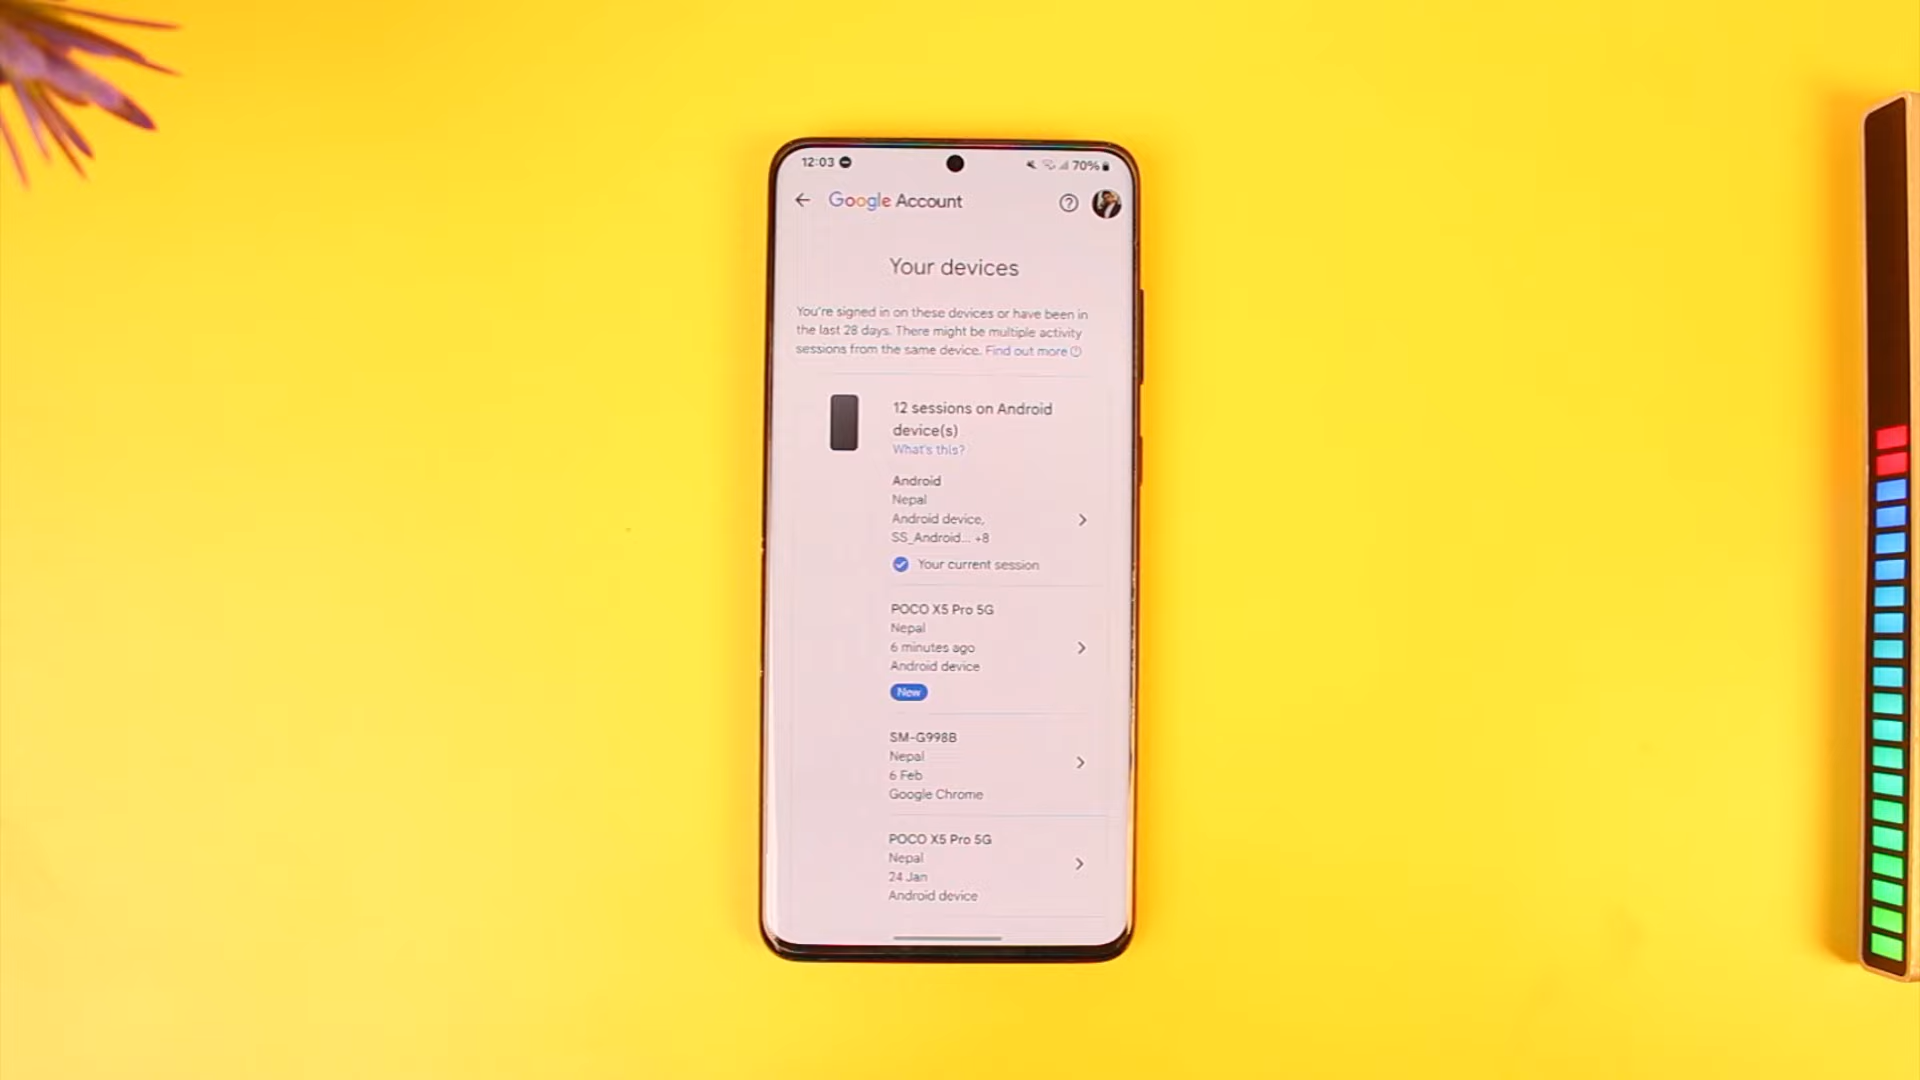 12:03
70%
Google Account
Your devices
You're signed in on these devices or have been in
the last 28 days. There might be multiple activity
sessions from the same device. Find out more
12 sessions on Android
device(s)
What's this?
Android
Nepal
Android device,
SS_Android... +8
Your current session
POCO X5 Pro 5G
Nepal
6 minutes ago
Android device
New
SM-G998B
Nepal
6 Feb
Google Chrome
POCO X5 Pro 5G
Nepal
24 Jan
Android device